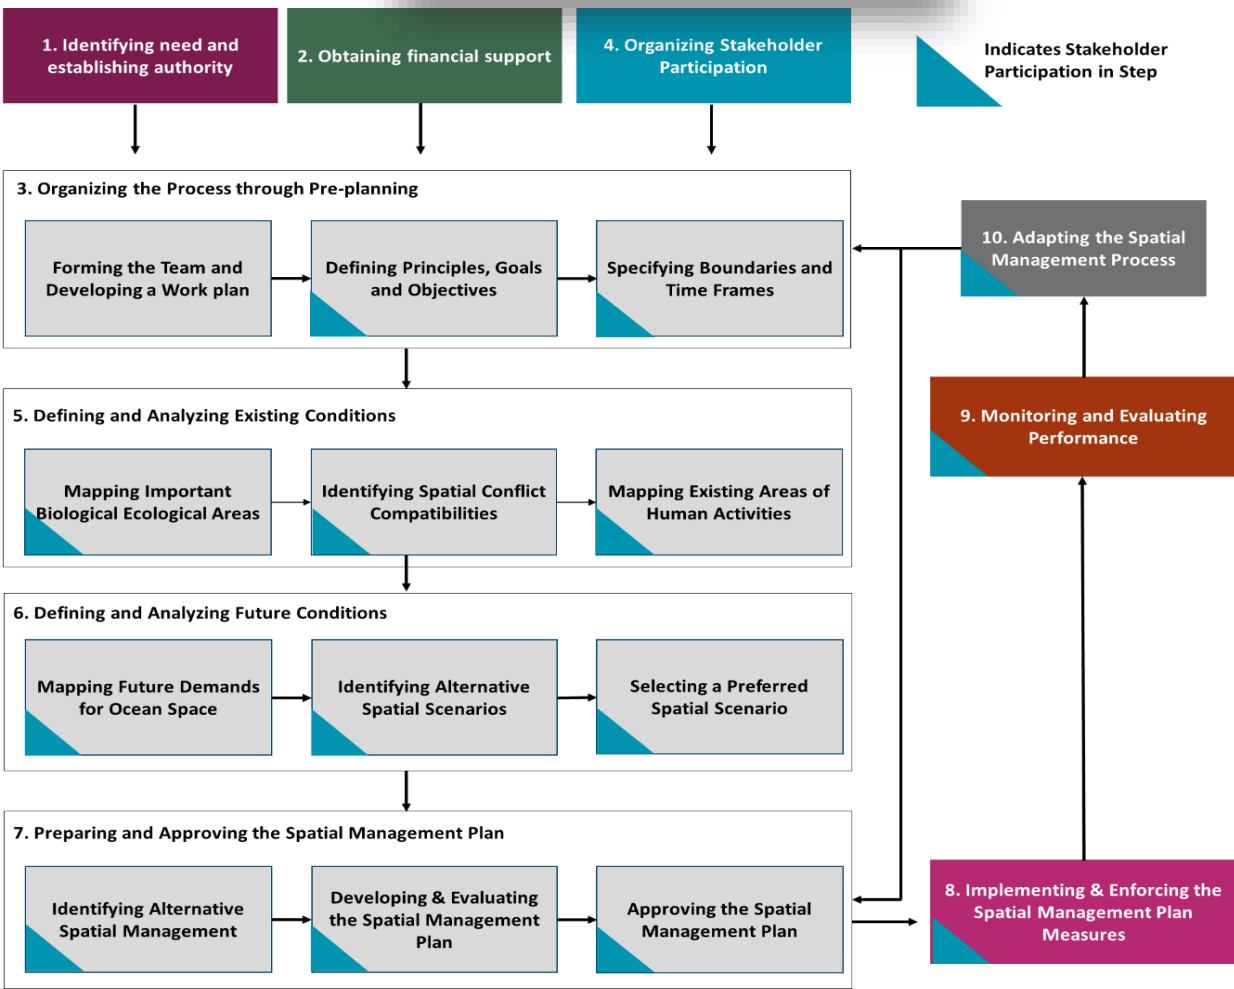 1. Identifying need and
establishing authority
2. Obtaining financial support
4. Organizing Stakeholder
Participation
Indicates Stakeholder
Participation in Step
3. Organizing the Process through Pre-planning
Forming the Team and
Developing a Work plan
Defining Principles, Goals
and Objectives
Specifying Boundaries and
Time Frames
10. Adapting the Spatial
Management Process
5. Defining and Analyzing Existing Conditions
Mapping Important
Biological Ecological Areas
Identifying Spatial Conflict
Compatibilities
Mapping Existing Areas of
Human Activities
9. Monitoring and Evaluating
Performance
6. Defining and Analyzing Future Conditions
Mapping Future Demands
for Ocean Space
Identifying Alternative
Spatial Scenarios
Selecting a Preferred
Spatial Scenario
7. Preparing and Approving the Spatial Management Plan
Identifying Alternative
Spatial Management
Developing & Evaluating
the Spatial Management
Plan
Approving the Spatial
Management Plan
8. Implementing & Enforcing the
Spatial Management Plan
Measures